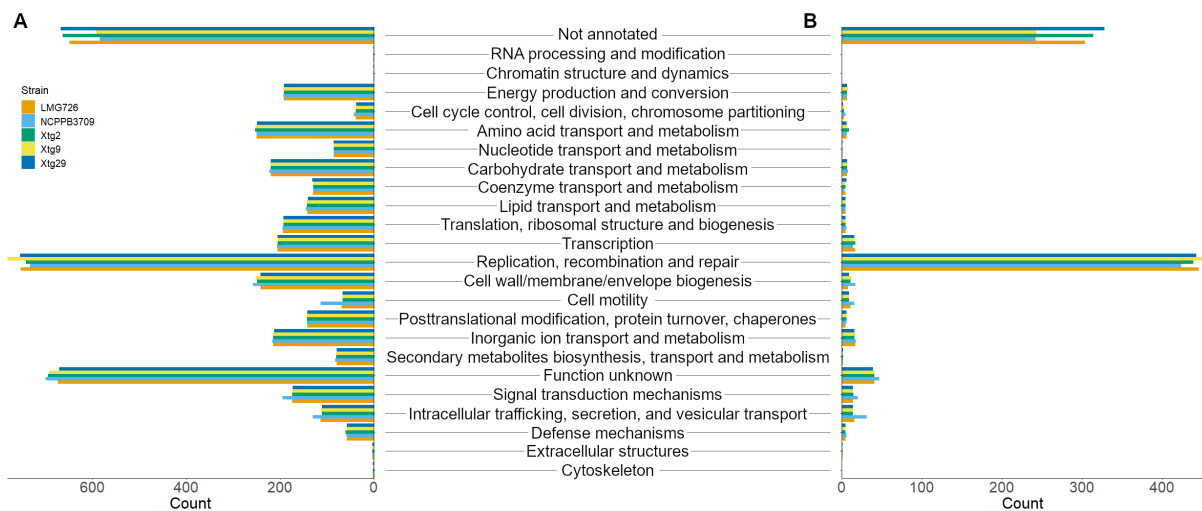 A
B
Not annotated
RNA processing and modification
Chromatin structure and dynamics
Energy production and conversion
Cell cycle control, cell division, chromosome partitioning
Amino acid transport and metabolism
Nucleotide transport and metabolism
Carbohydrate transport and metabolism
Coenzyme transport and metabolism
Lipid transport and metabolism
Translation, ribosomal structure and biogenesis
Transcription
Replication, recombination and repair
Cell wall/membrane/envelope biogenesis
Cell motility
Posttranslational modification, protein turnover, chaperones
Inorganic ion transport and metabolism
Secondary metabolites biosynthesis, transport and metabolism
Function unknown
Signal transduction mechanisms
Intracellular trafficking, secretion, and vesicular transport
Defense mechanisms
Extracellular structures
Cytoskeleton
Strain
LMG726
NCPPB3709
Xtg2
Xtg9
Xtg29
600 400 200 0
Count
0 100 200 300 400
Count